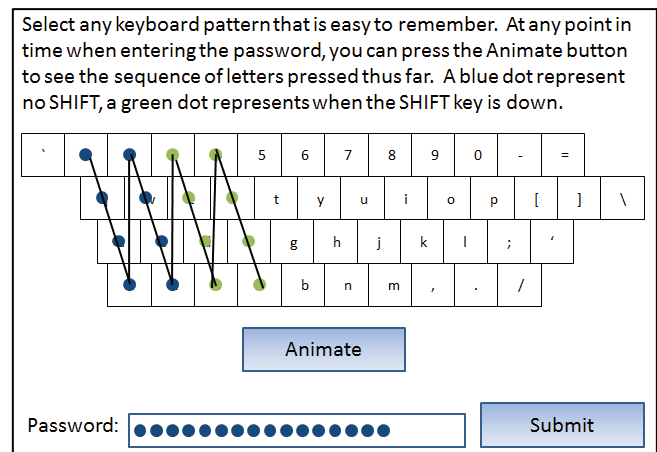 Select any keyboard pattern that is easy to remember. At any point in
time when entering the password, you can press the Animate button
to see the sequence of letters pressed thus far. A blue dot represent
no SHIFT, a green dot represents when the SHIFT key is down.
` 5 6 7 8 9 0 - =
t y u i o p [ ] \
g h j k l ; '
b n m , . /
Animate
Password:
Submit